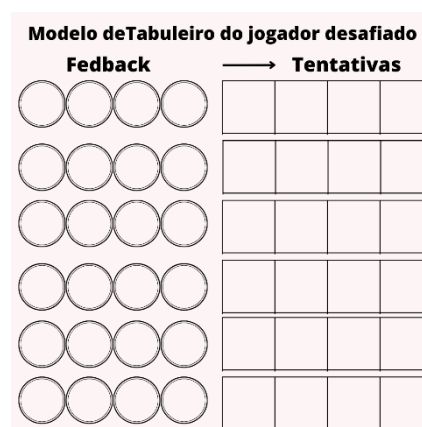 Modelo deTabuleiro do jogador desafiado
Fedback → Tentativas